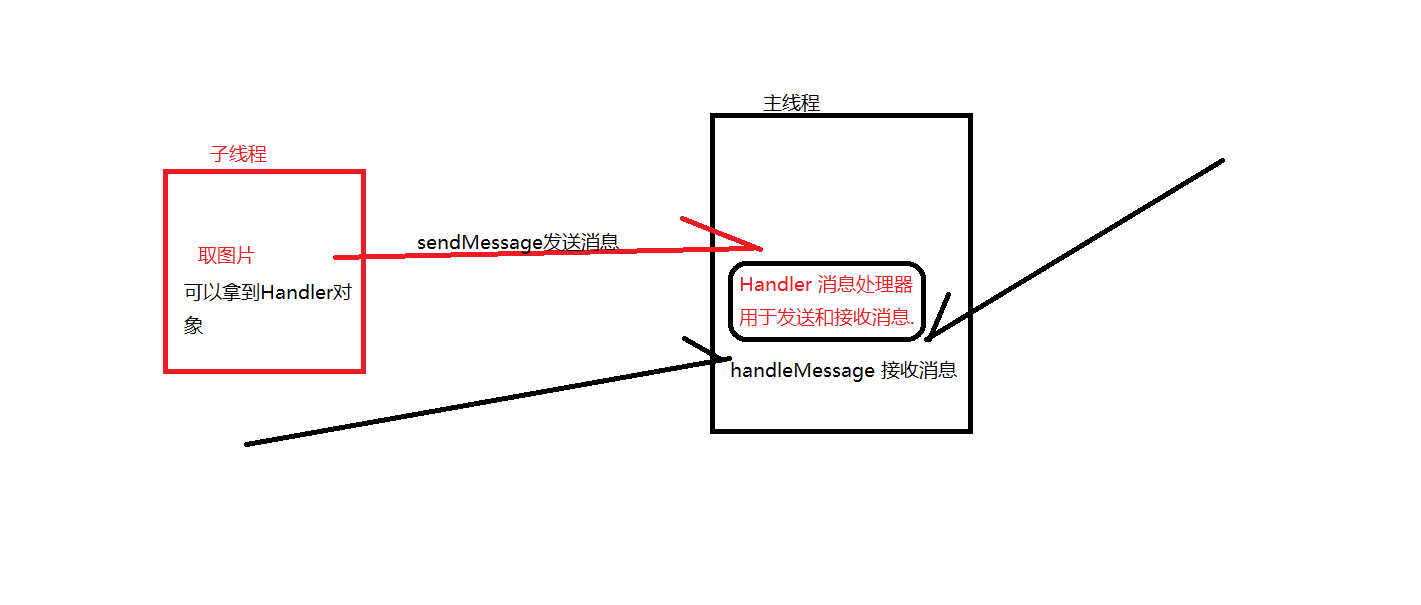 主线程
子线程
sendMessage发送消息
取图片
可以拿到Handler对
象
Handler 消息处理器
用于发送和接收消息.
handleMessage 接收消息